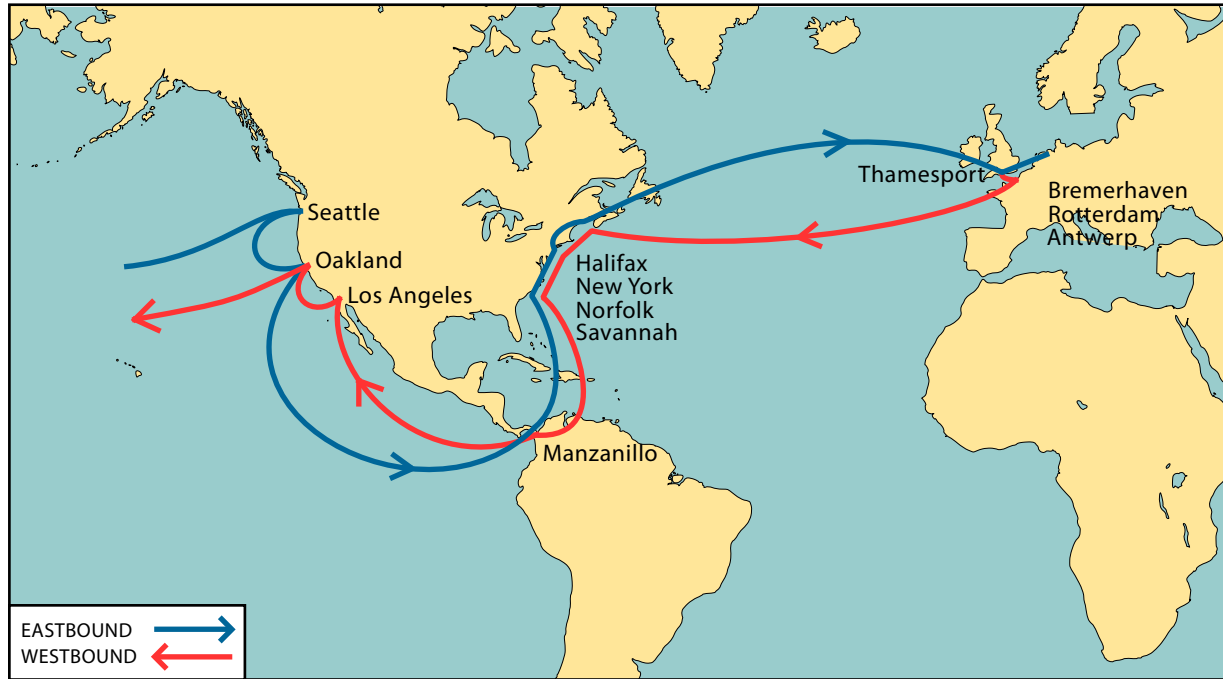 Thamesport
Bremerhaven
Rotterdam
Antwerp
Seattle
Oakland
Los Angeles
Halifax
New York
Norfolk
Savannah
Manzanillo
EASTBOUND
WESTBOUND